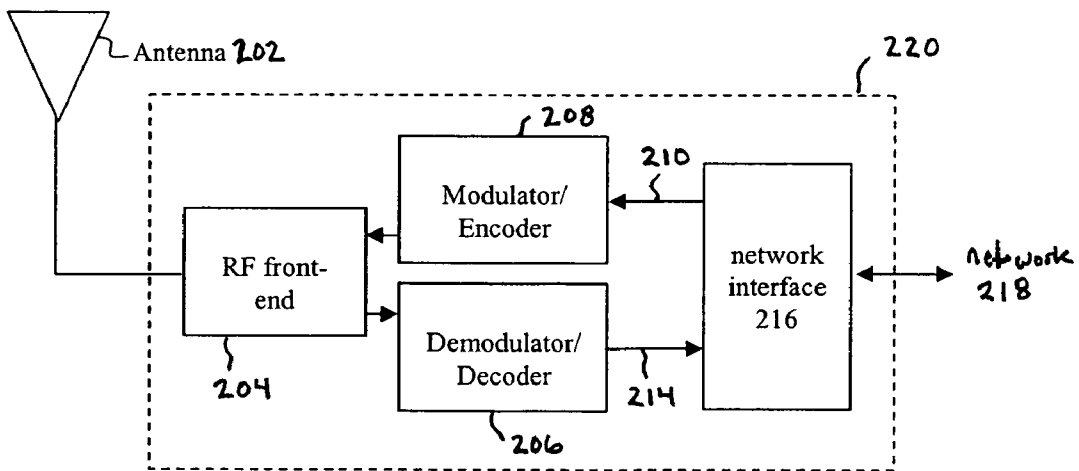 Antenna 202
220
208
210
Modulator/
Encoder
RF front-
end
network
interface
216
network
218
Demodulator/
Decoder
204
214
206